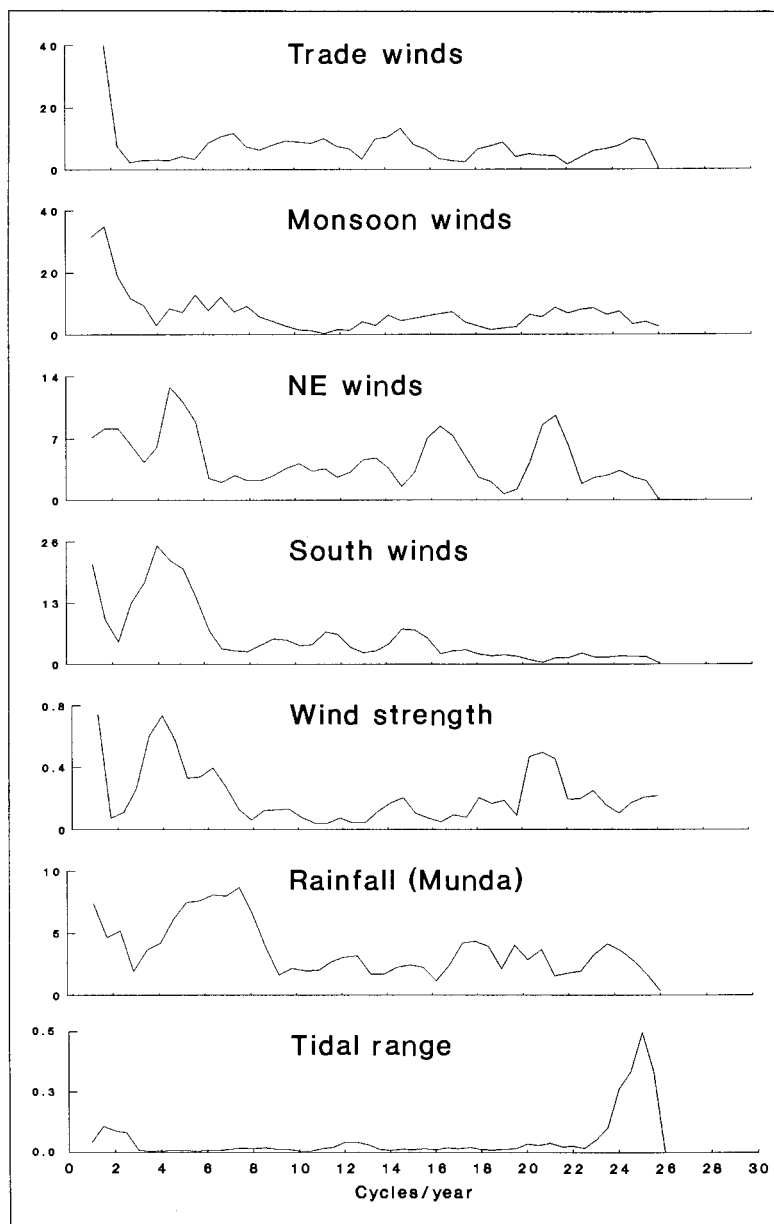 Trade winds
40
20
0
Monsoon winds
40
20
0
NE winds
14
7
0
South winds
26
13
0
Wind strength
0.8
0.4
0
Rainfall (Munda)
10
5
0
Tidal range
0.5
0.3
0.0
0 2 4 6 8 10 12 14 16 18 20 22 24 26 28 30
Cycles/year